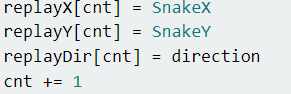 replayX[cnt] = SnakeX
replayY[cnt] = SnakeY
replayDir[cnt] = direction
cnt += 1